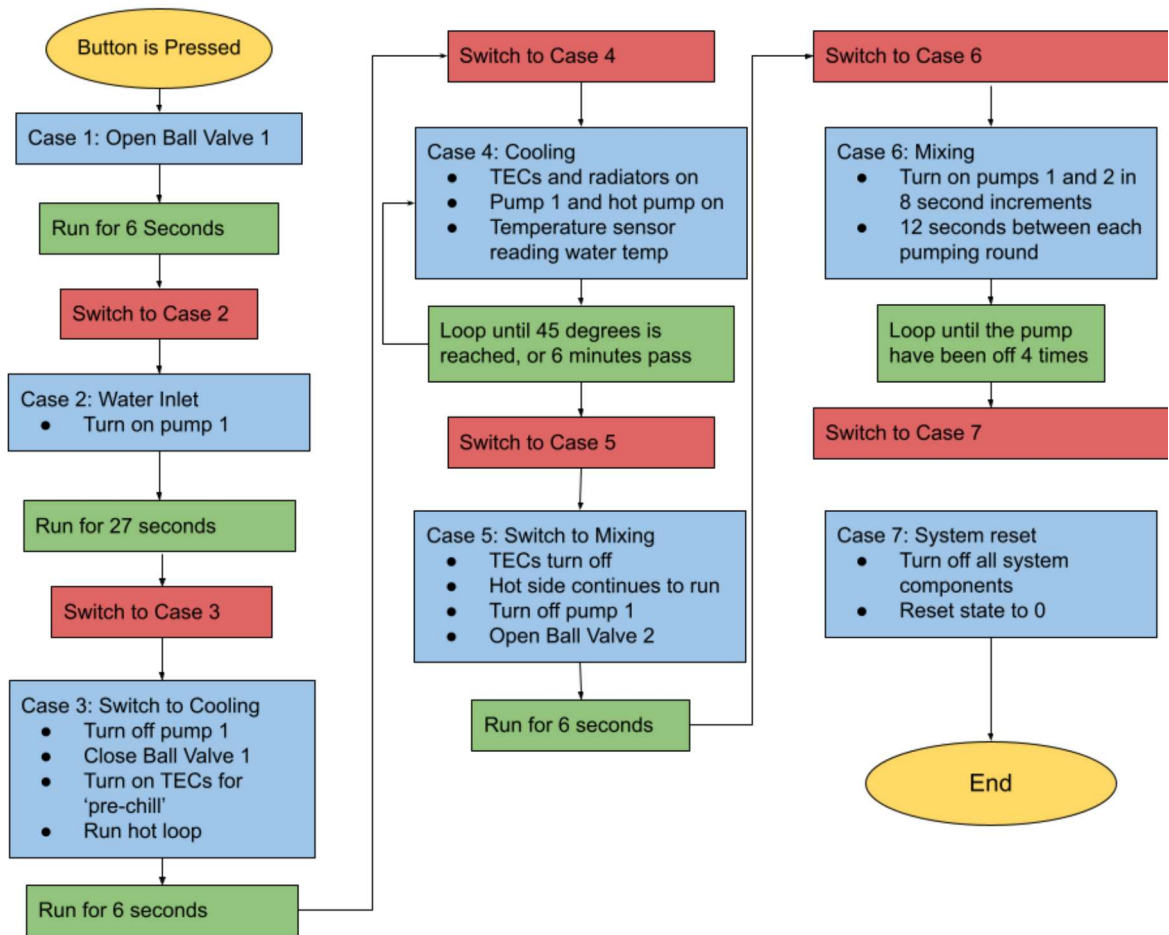 Button is Pressed
Case 1: Open Ball Valve 1
Run for 6 Seconds
Switch to Case 2
Case 2: Water Inlet
● Turn on pump 1
Run for 27 seconds
Switch to Case 3
Case 3: Switch to Cooling
● Turn off pump 1
● Close Ball Valve 1
● Turn on TECs for
‘pre-chill’
● Run hot loop
Run for 6 seconds
Switch to Case 4
Case 4: Cooling
● TECs and radiators on
● Pump 1 and hot pump on
● Temperature sensor
reading water temp
Loop until 45 degrees is
reached, or 6 minutes pass
Switch to Case 5
Case 5: Switch to Mixing
● TECs turn off
● Hot side continues to run
● Turn off pump 1
● Open Ball Valve 2
Run for 6 seconds
Switch to Case 6
Case 6: Mixing
● Turn on pumps 1 and 2 in
8 second increments
● 12 seconds between each
pumping round
Loop until the pump
have been off 4 times
Switch to Case 7
Case 7: System reset
● Turn off all system
components
● Reset state to 0
End